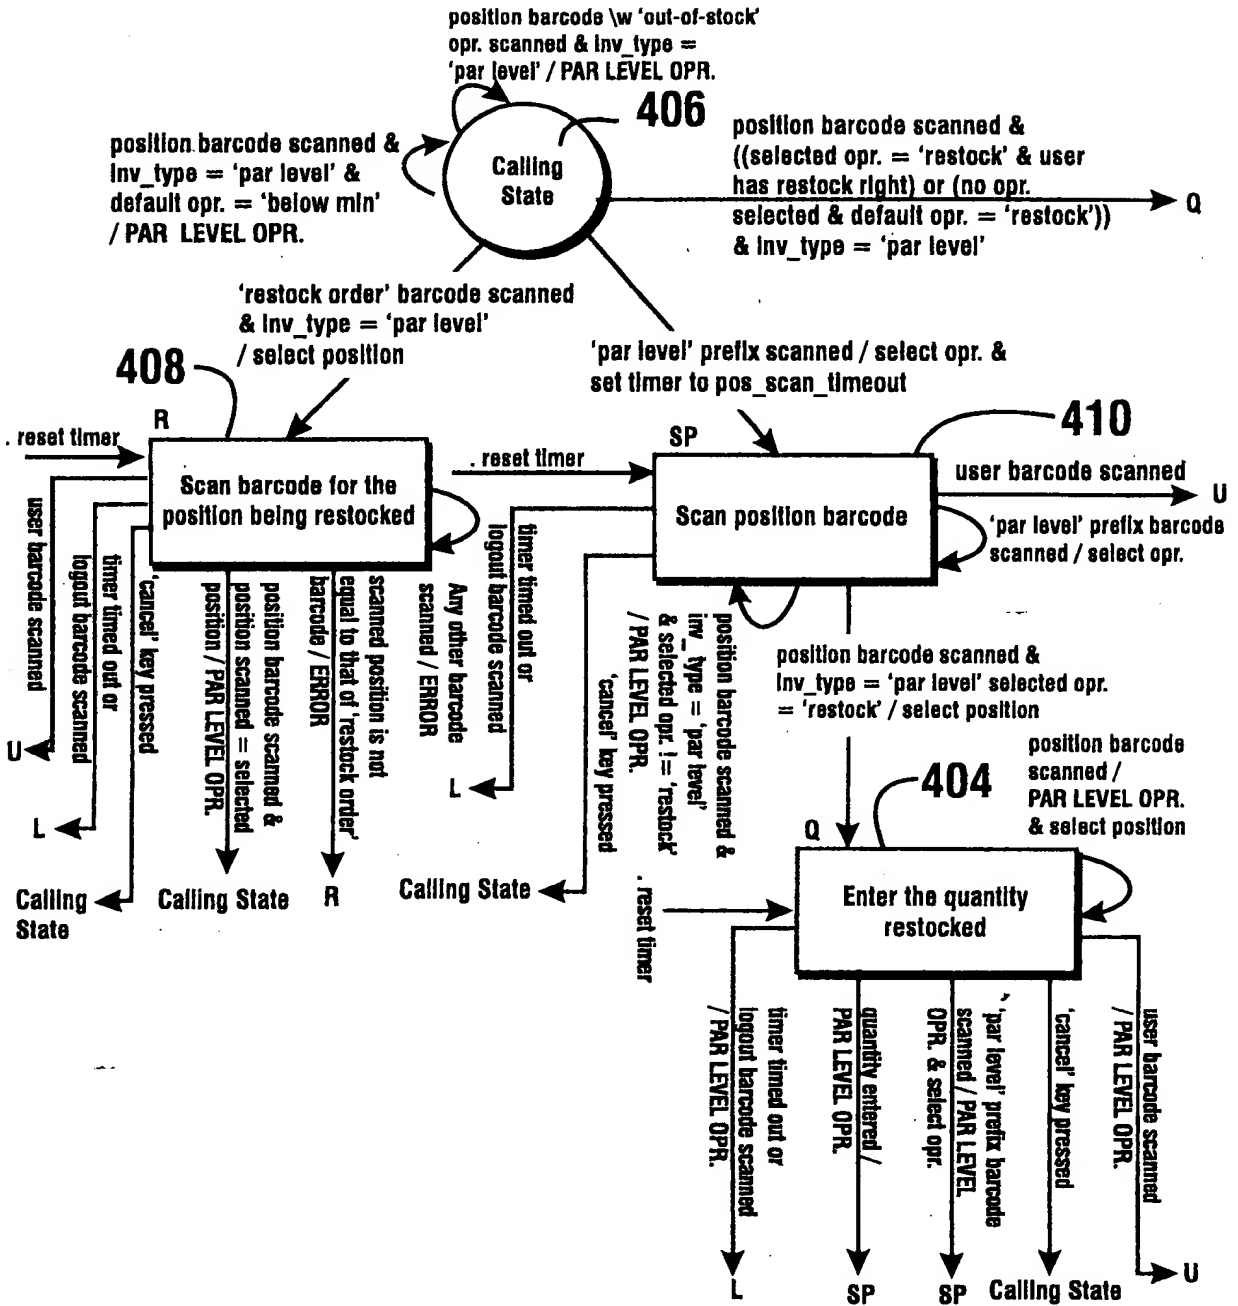 position barcode \w 'out-of-stock'
opr. scanned & inv_type =
'par level' / PAR LEVEL OPR.
406
position barcode scanned &
inv_type = 'par level' &
default opr. = 'below min'
/ PAR LEVEL OPR.
Calling
State
position barcode scanned &
((selected opr. = 'restock' & user
has restock right) or (no opr.
selected & default opr. = 'restock'))
& inv_type = 'par level'
Q
'restock order' barcode scanned
& inv_type = 'par level'
/ select position
'par level' prefix scanned / select opr. &
set timer to pos_scan_timeout
408
R
. reset timer
Scan barcode for the
position being restocked
410
SP
. reset timer
Scan position barcode
user barcode scanned
U
'par level' prefix barcode
scanned / select opr.
user barcode scanned
U
timer timed out or
logout barcode scanned
L
'cancel' key pressed
Calling
State
position barcode scanned &
position scanned = selected
position / PAR LEVEL OPR.
Calling State
scanned position is not
equal to that of 'restock order'
barcode / ERROR
R
Any other barcode
scanned / ERROR
timer timed out or
logout barcode scanned
L
'cancel' key pressed
Calling State
position barcode scanned &
inv_ type = 'par level'
& selected opr. != 'restock'
/ PAR LEVEL OPR.
position barcode scanned &
inv_type = 'par level' selected opr.
= 'restock' / select position
404
Q
position barcode
scanned /
PAR LEVEL OPR.
& select position
. reset timer
Enter the quantity
restocked
timer timed out or
logout barcode scanned
/ PAR LEVEL OPR.
L
quantity entered /
PAR LEVEL OPR.
SP
'par level' prefix barcode
scanned / PAR LEVEL
OPR. & select opr.
SP
'cancel' key pressed
Calling State
user barcode scanned
/ PAR LEVEL OPR.
U